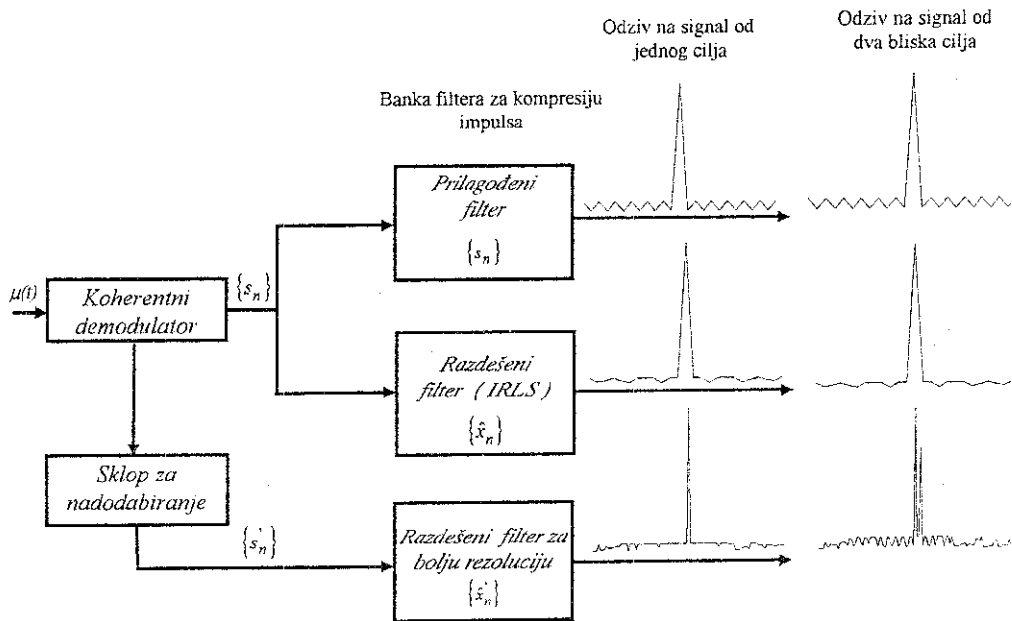 Odziv na signal od
jednog cilja
Odziv na signal od
dva bliska cilja
Banka filtera za kompresiju
impulsa
Prilagođeni
filter
{s_n}
μ(t)
Koherentni
demodulator
{s_n}
Razdešeni
filter ( IRLS )
{x̂_n}
Sklop za
nadodabiranje
{s'_n}
Razdešeni filter za
bolju rezoluciju
{x̂'_n}